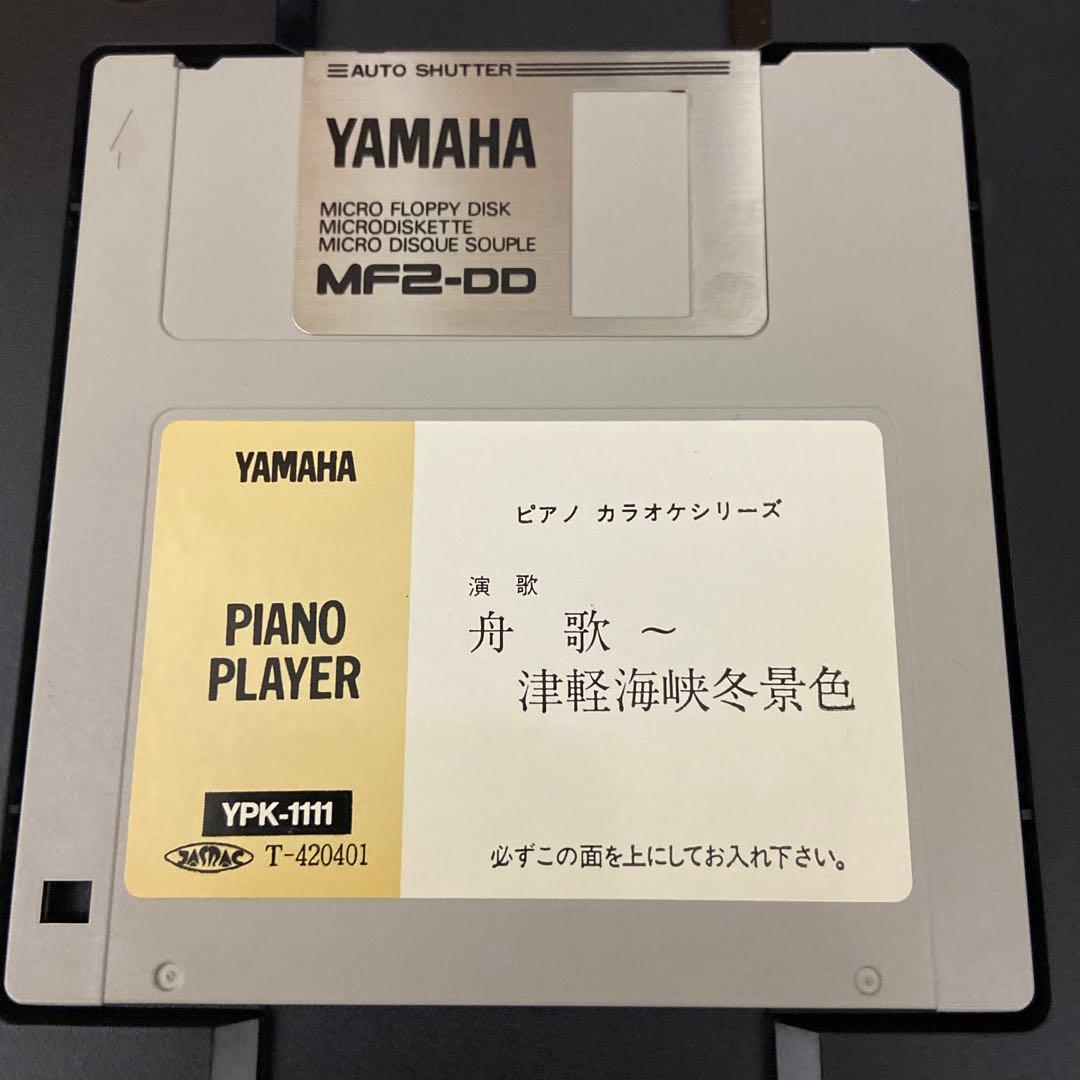 AUTO SHUTTER
YAMAHA
MICRO FLOPPY DISK
MICRODISKETTE
MICRO DISQUE SOUPLE
MF2-DD
YAMAHA
PIANO
PLAYER
YPK-1111
JASRAC T-420401
ピアノ カラオケシリーズ
演 歌
舟 歌 ～
津軽海峡冬景色
必ずこの面を上にしてお入れ下さい。